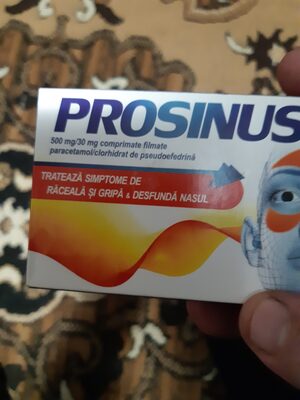 PROSINUS
500 mg/30 mg comprimate filmate
paracetamol/clorhidrat de pseudoefedrină
TRATEAZĂ SIMPTOME DE
RĂCEALĂ ȘI GRIPĂ & DESFUNDĂ NASUL